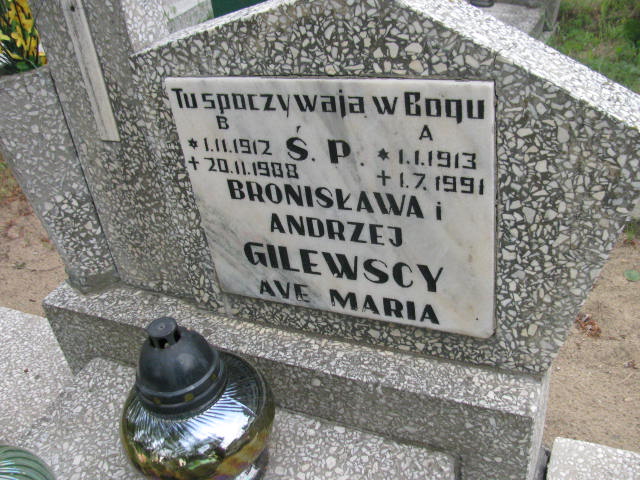 Tu spoczywają w Bogu
B A
* 1.11.1912 Ś. P. * 1.1.1913
+ 20.11.1988 + 1.7.1991
BRONISŁAWA i
ANDRZEJ
GILEWSCY
AVE MARIA